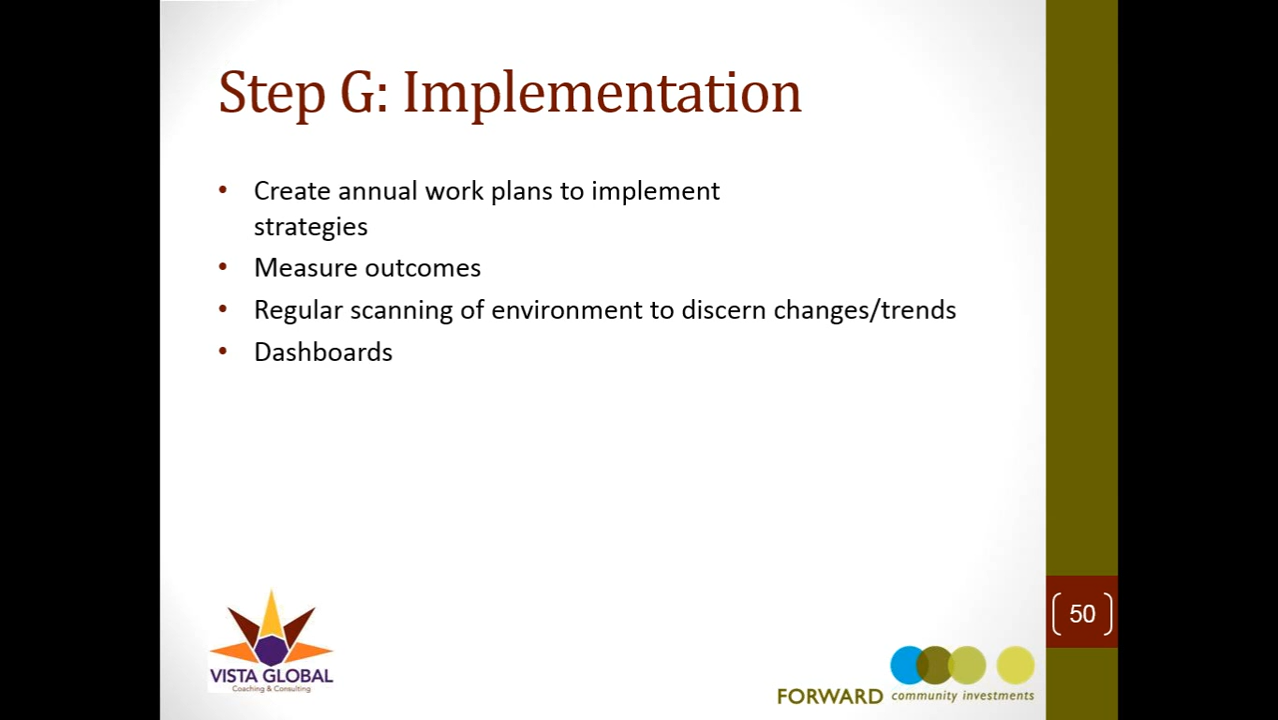 Step G: Implementation
• Create annual work plans to implement
strategies
• Measure outcomes
• Regular scanning of environment to discern changes/trends
• Dashboards
50
VISTA GLOBAL
Coaching & Consulting
FORWARD community investments